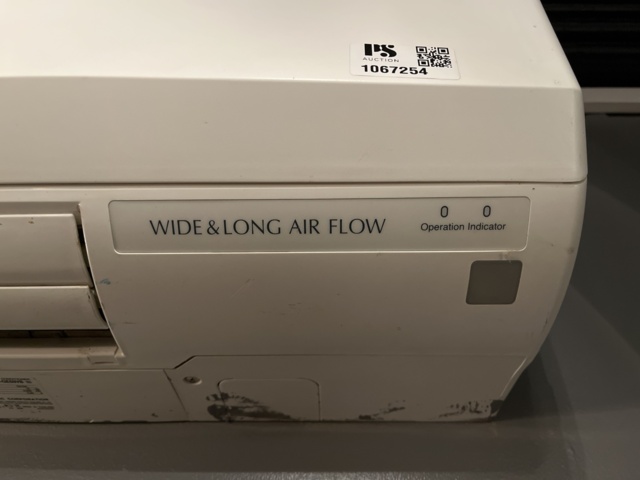 PS
AUCTION
1067254
WIDE & LONG AIR FLOW
0 0
Operation Indicator